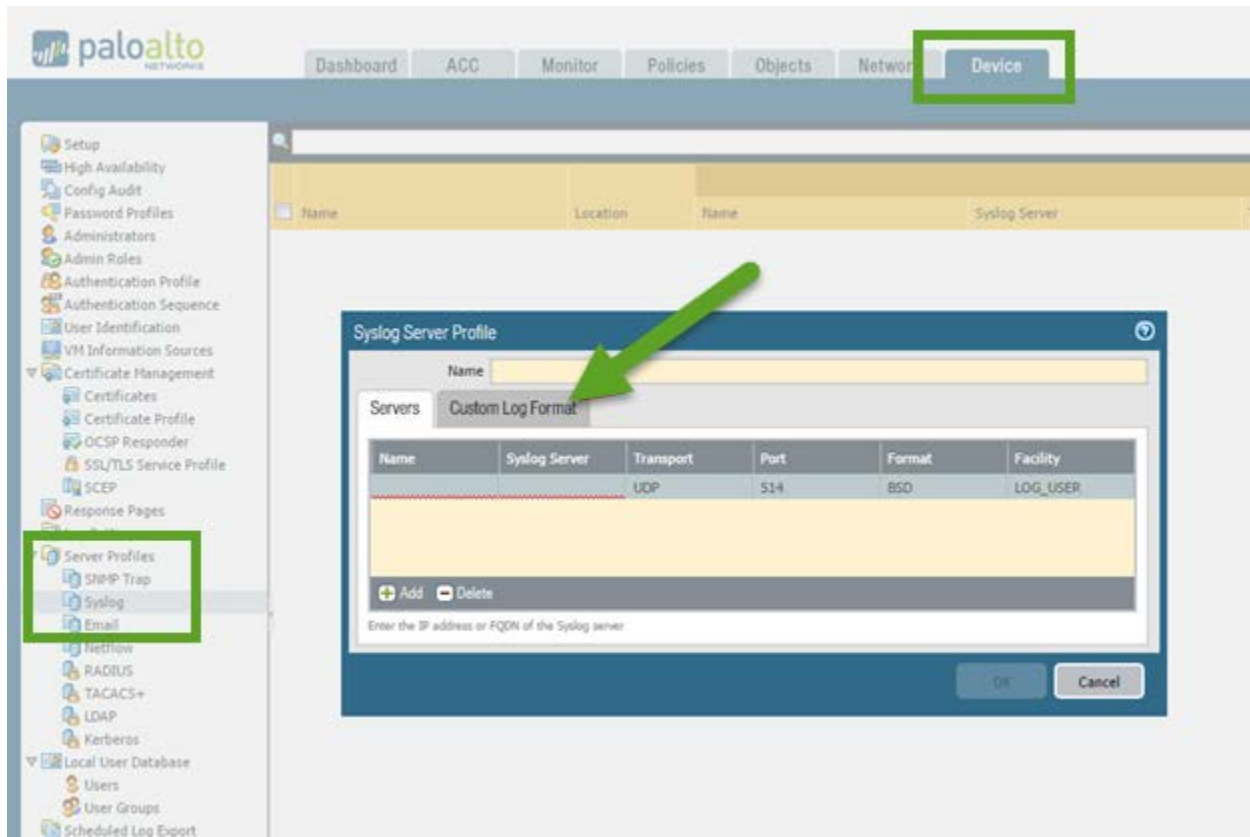 paloalto
NETWORKS
Dashboard ACC Monitor Policies Objects Network Device
Setup
High Availability
Config Audit
Password Profiles
Administrators
Admin Roles
Authentication Profile
Authentication Sequence
User Identification
VM Information Sources
Certificate Management
Certificates
Certificate Profile
OCSP Responder
SSL/TLS Service Profile
SCEP
Response Pages
Server Profiles
SNMP Trap
Syslog
Email
Netflow
RADIUS
TACACS+
LDAP
Kerberos
Local User Database
Users
User Groups
Scheduled Log Export
Name Location Name Syslog Server
Syslog Server Profile
Name
Servers Custom Log Format
Name Syslog Server Transport Port Format Facility
UDP 514 BSD LOG_USER
Add Delete
Enter the IP address or FQDN of the Syslog server
OK Cancel